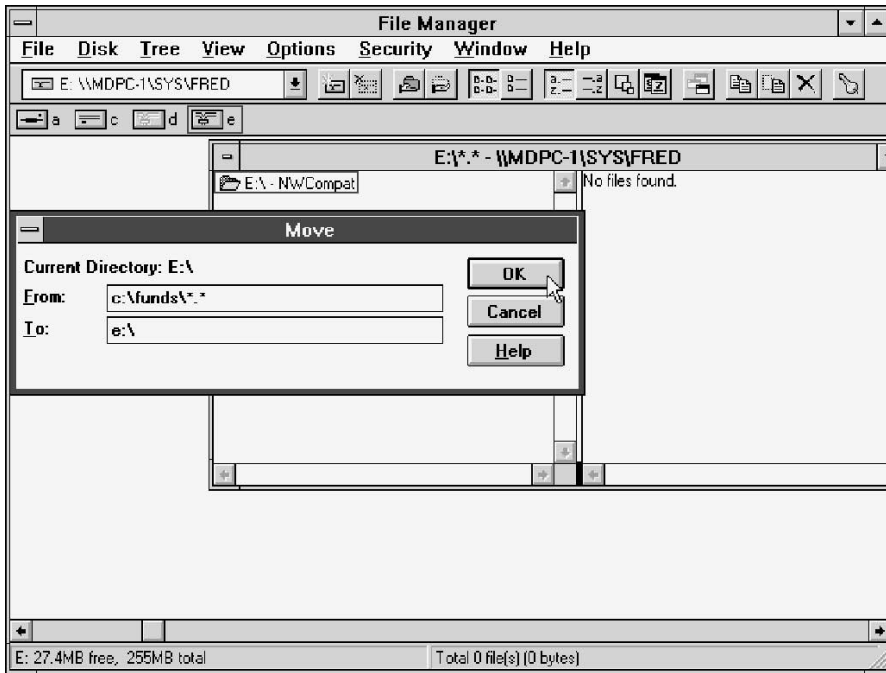 File Manager
File Disk Tree View Options Security Window Help
E: \\MDPC-1\SYS\FRED
a c d e
E:\*.* - \\MDPC-1\SYS\FRED
E:\ - NWCompat
No files found.
Move
Current Directory: E:\
OK
From: c:\funds\*.*
Cancel
To: e:\
Help
E: 27.4MB free, 255MB total
Total 0 file(s) (0 bytes)